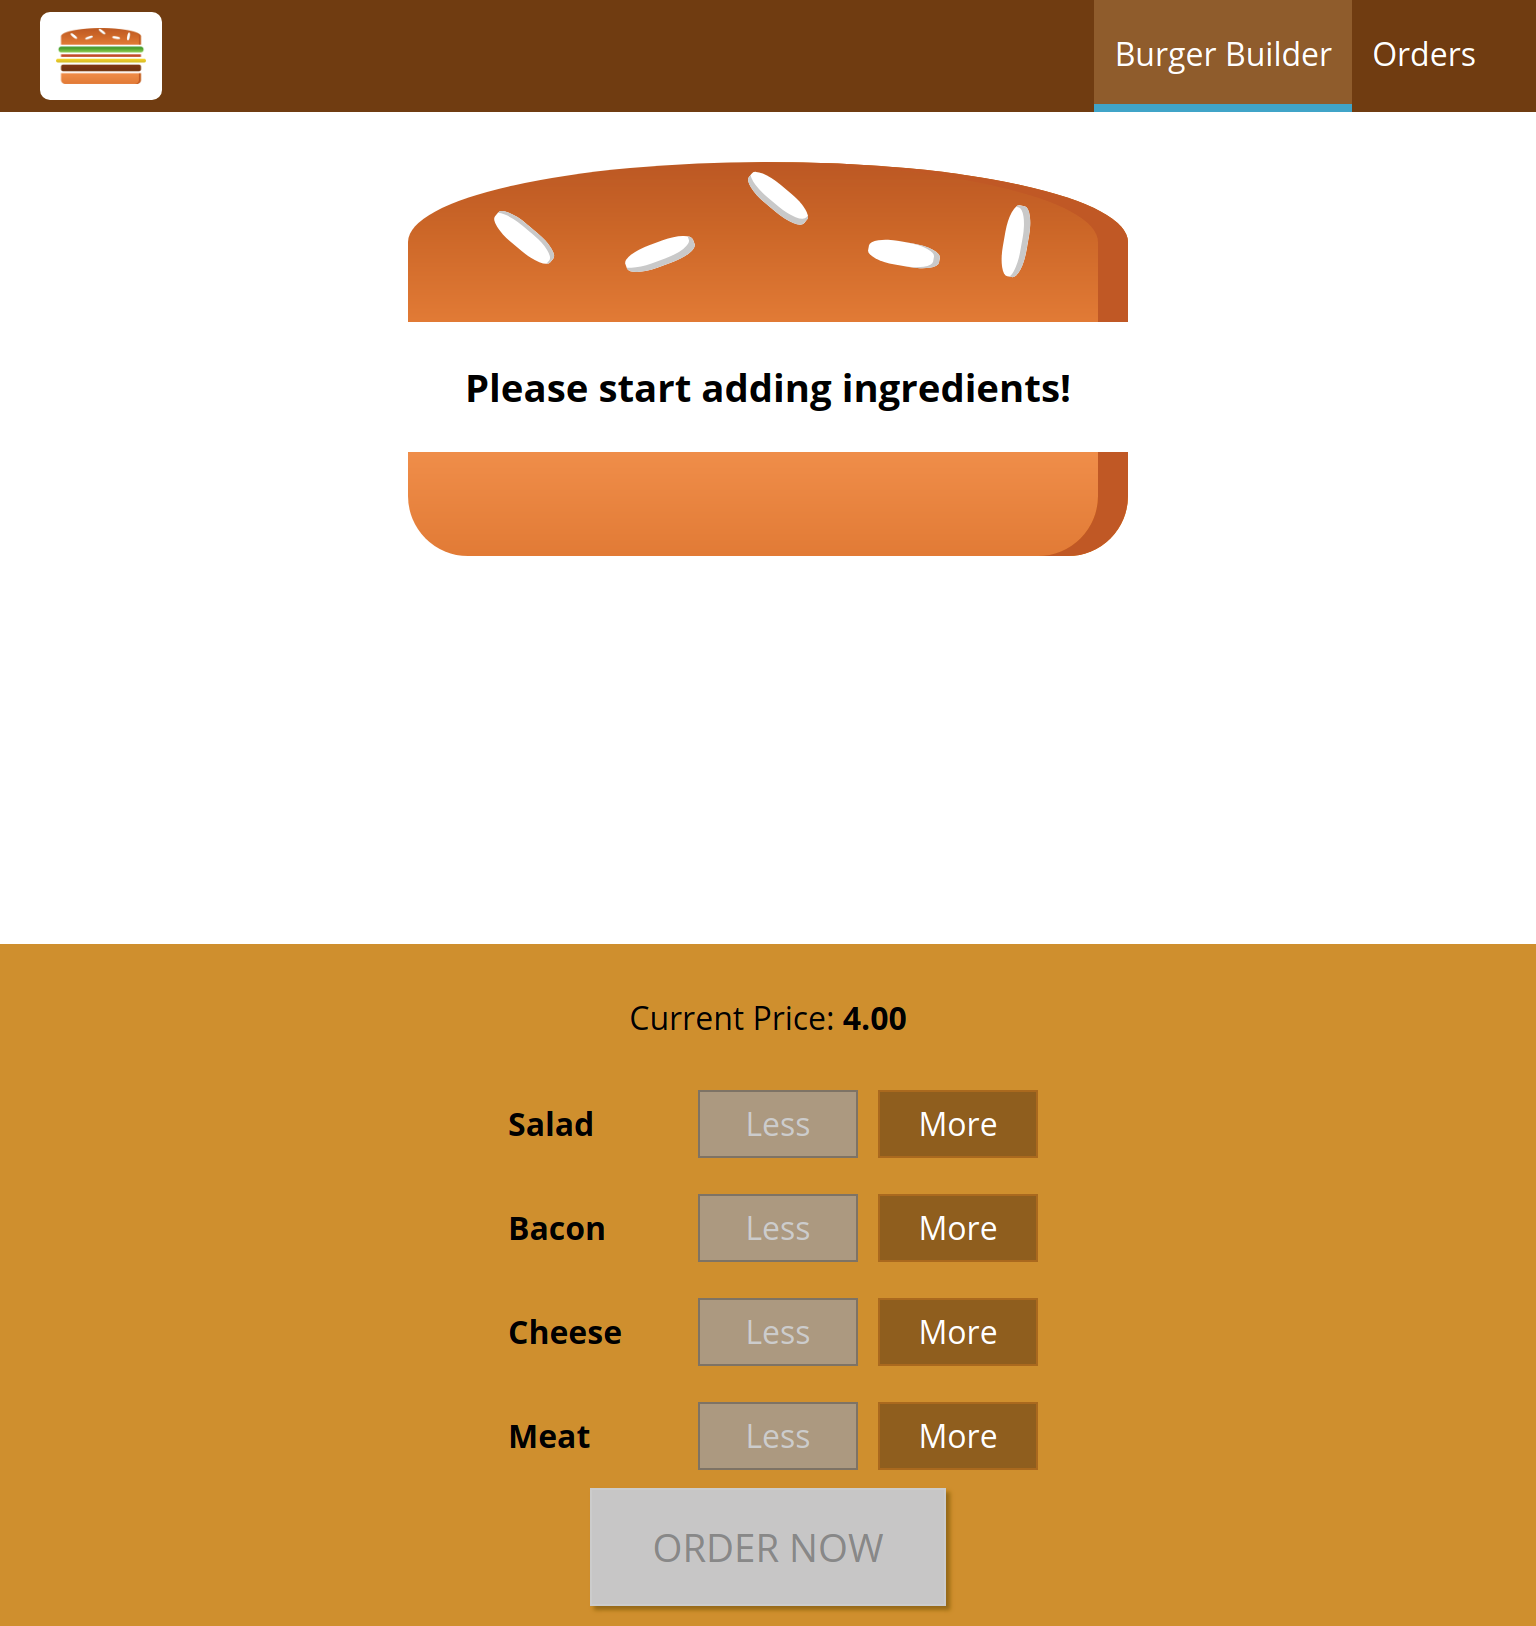 Burger Builder Orders
Please start adding ingredients!
Current Price: 4.00
Salad Less More
Bacon Less More
Cheese Less More
Meat Less More
ORDER NOW